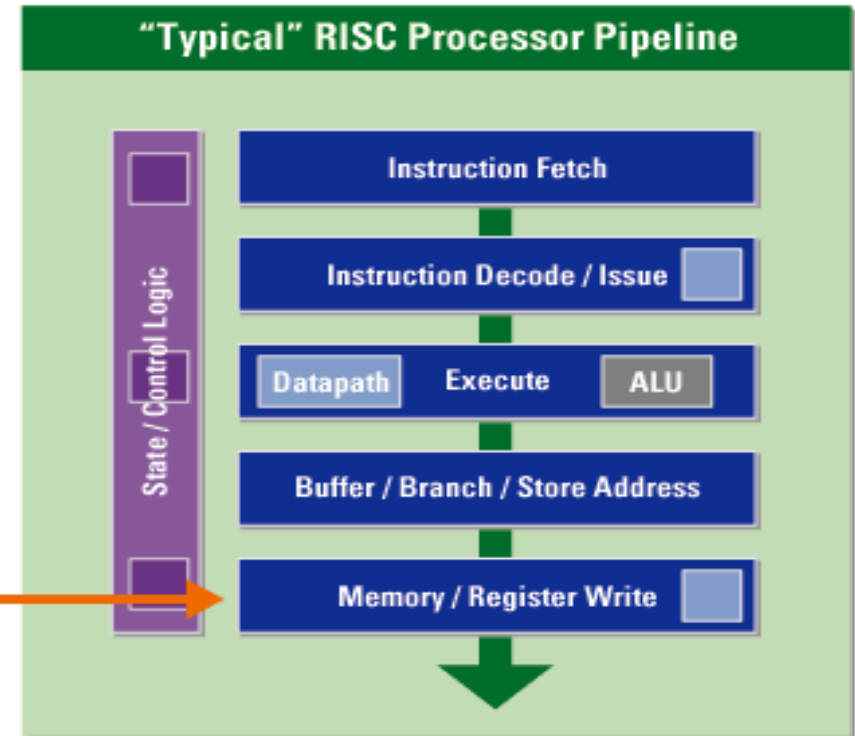 “Typical” RISC Processor Pipeline
State / Control Logic
Instruction Fetch
Instruction Decode / Issue
Datapath Execute ALU
Buffer / Branch / Store Address
Memory / Register Write